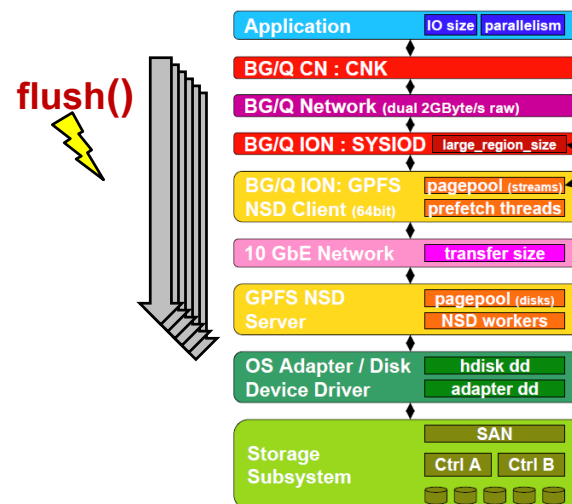 Application IO size parallelism
flush()
BG/Q CN : CNK
BG/Q Network (dual 2GByte/s raw)
BG/Q ION : SYSIOD large_region_size
BG/Q ION: GPFS pagepool (streams)
NSD Client (64bit) prefetch threads
10 GbE Network transfer size
GPFS NSD pagepool (disks)
Server NSD workers
OS Adapter / Disk hdisk dd
Device Driver adapter dd
SAN
Storage
Subsystem Ctrl A Ctrl B